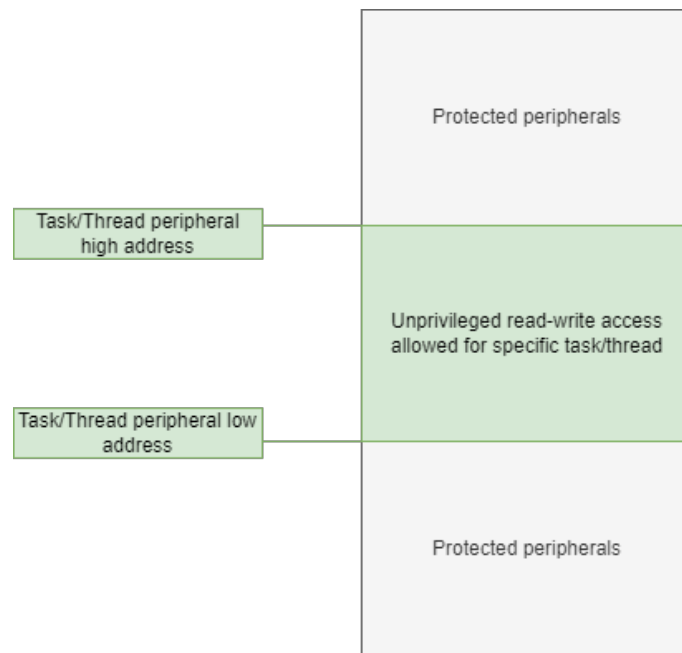 Protected peripherals
Task/Thread peripheral
high address
Unprivileged read-write access
allowed for specific task/thread
Task/Thread peripheral low
address
Protected peripherals